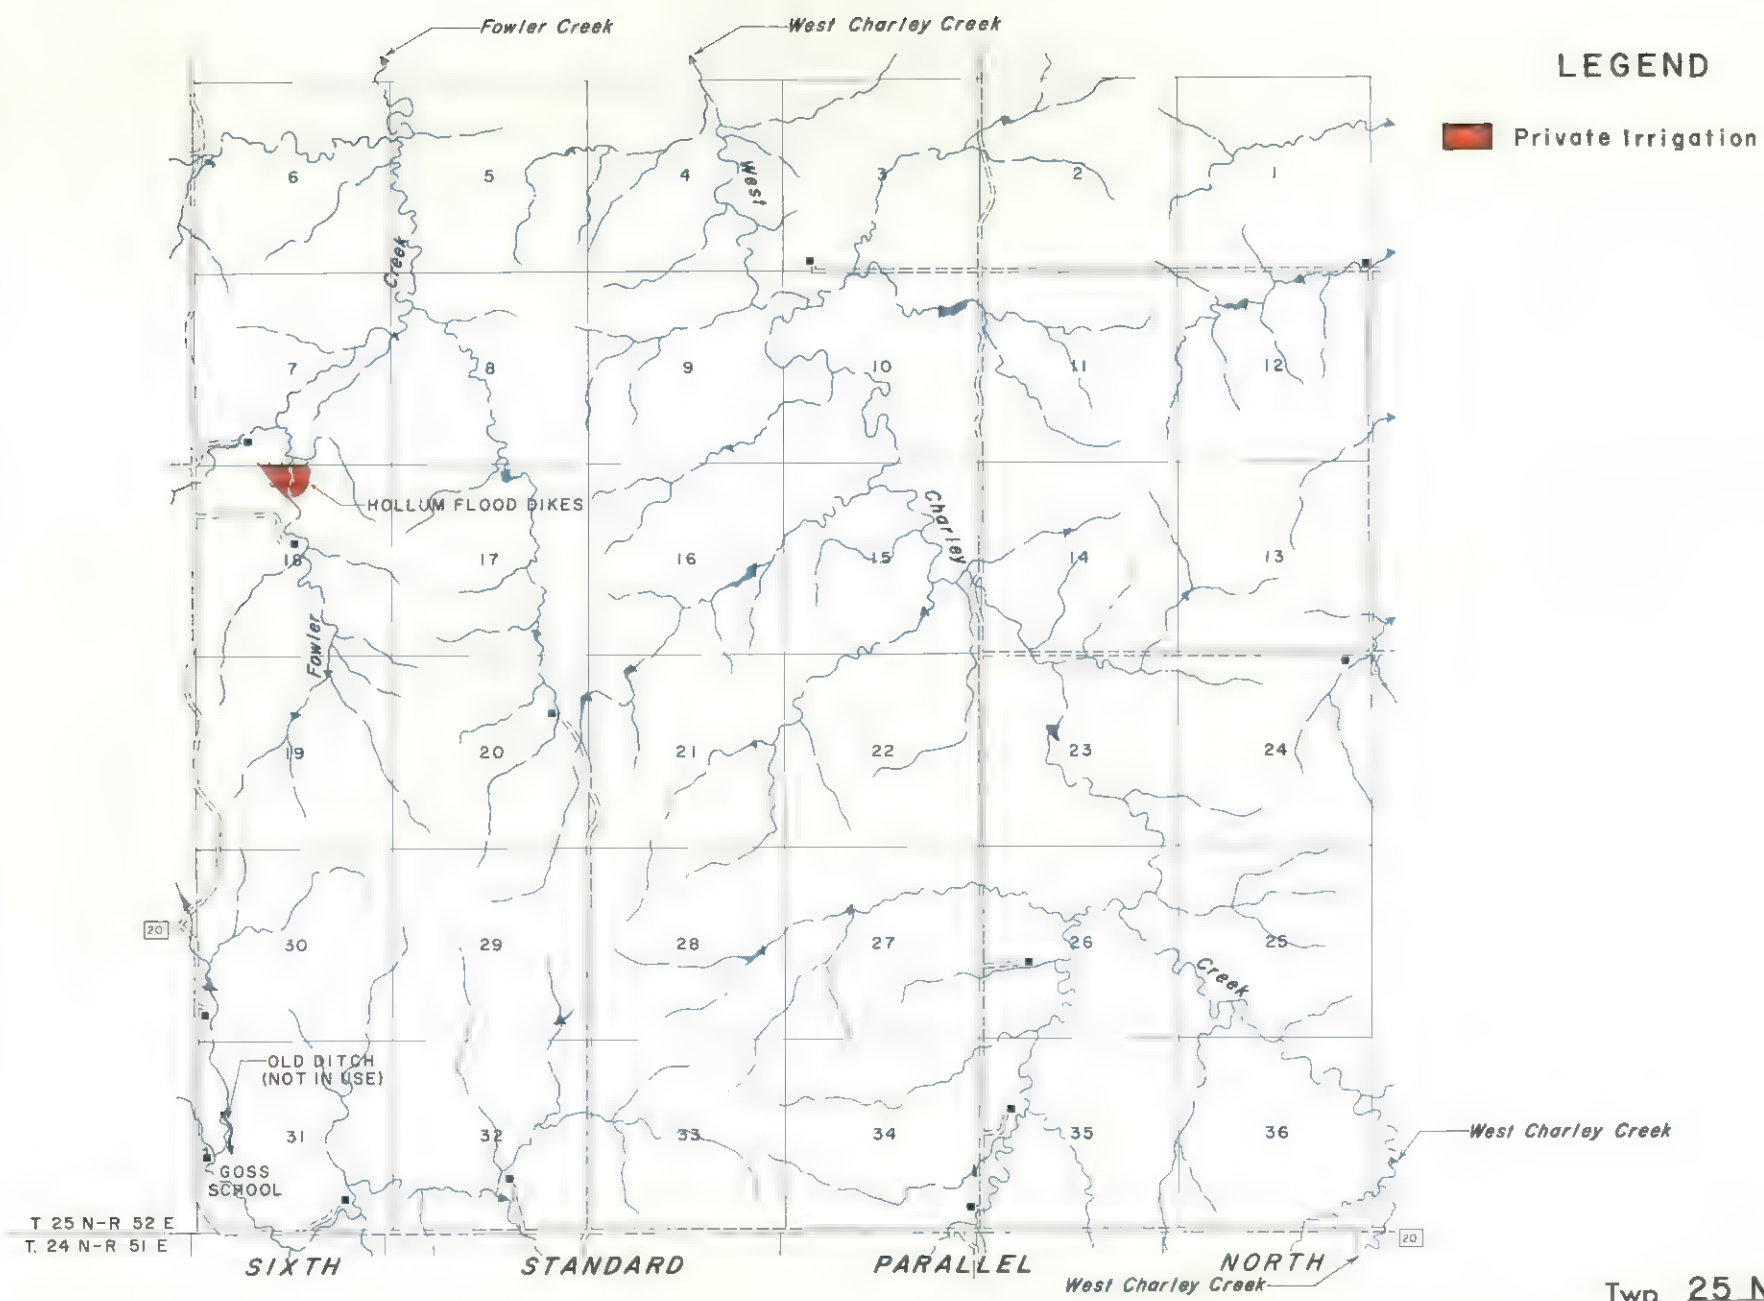 Fowler Creek
West Charley Creek
LEGEND
Private Irrigation
6 5 4 3 2 1
West
Creek
7 8 9 10 11 12
HOLLUM FLOOD DIKES
Charley
18 17 16 15 14 13
Fowler
19 20 21 22 23 24
20
30 29 28 27 26 25
Creek
OLD DITCH
(NOT IN USE)
31 32 33 34 35 36
West Charley Creek
GOSS
SCHOOL
T 25 N-R 52 E
T. 24 N-R 51 E
20
SIXTH STANDARD PARALLEL NORTH
West Charley Creek
Twp. 25 N